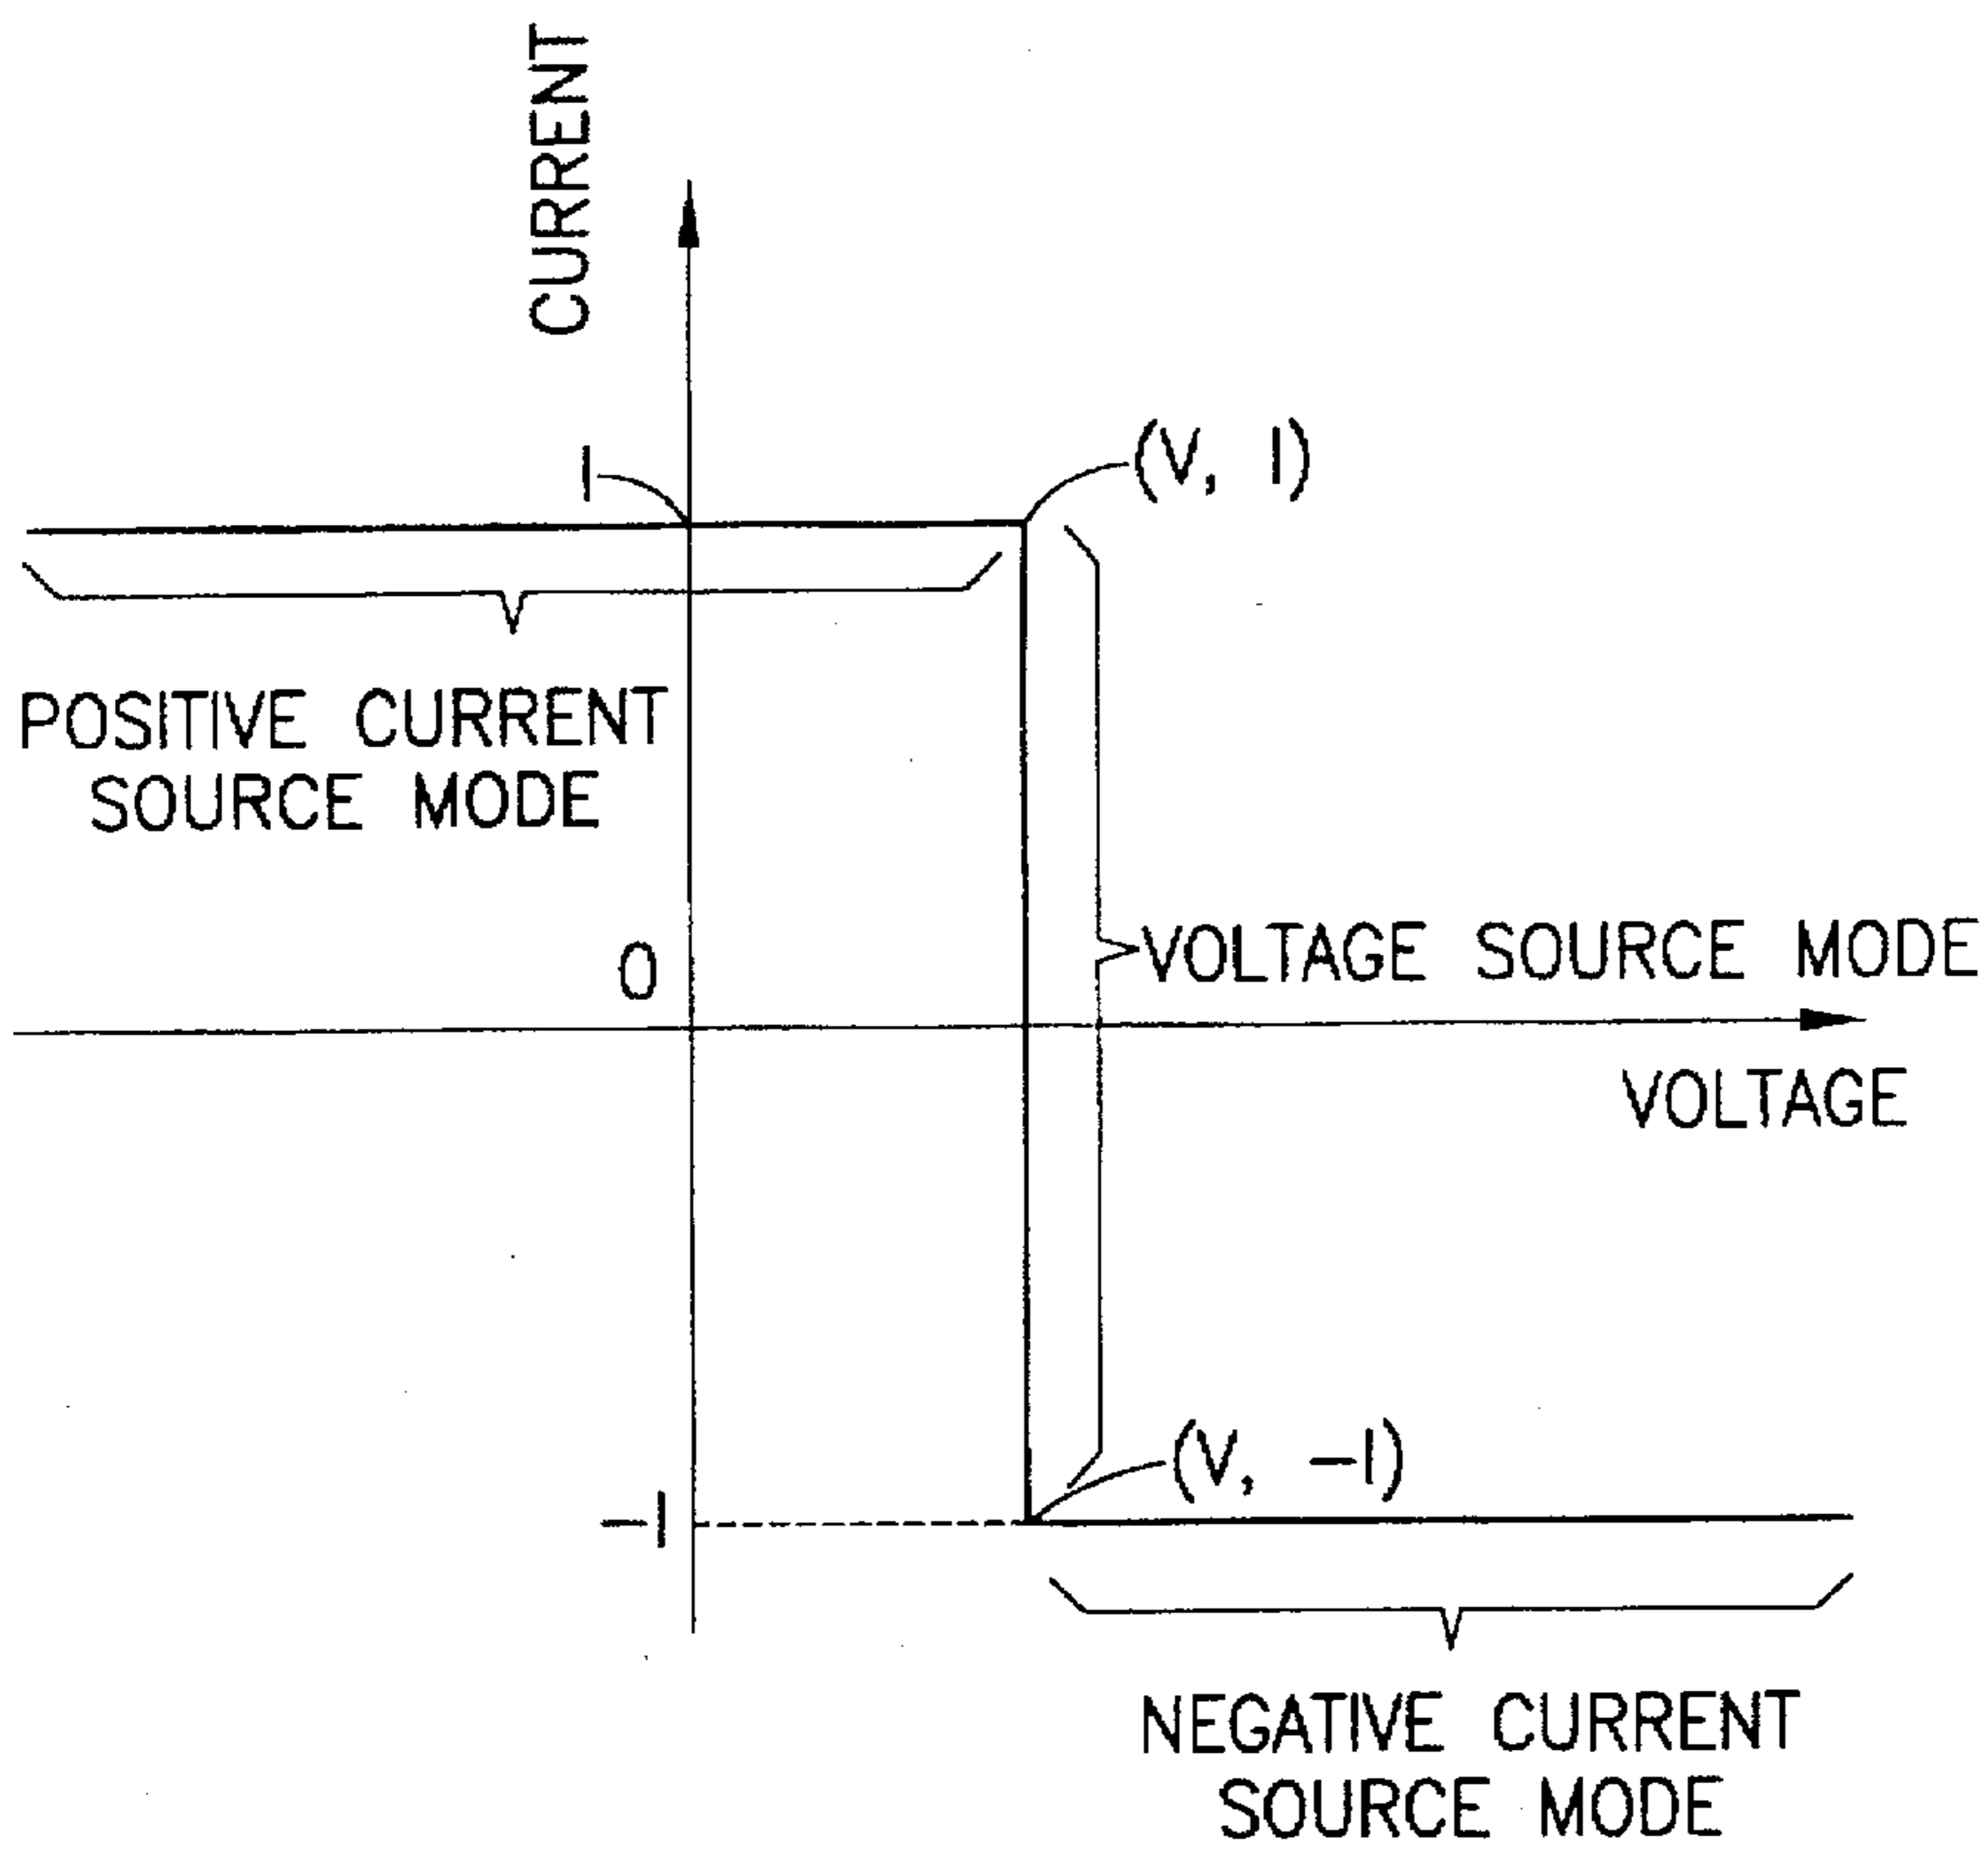 CURRENT
I
(V, I)
POSITIVE CURRENT
SOURCE MODE
0
VOLTAGE SOURCE MODE
VOLTAGE
(V, -I)
-I
NEGATIVE CURRENT
SOURCE MODE